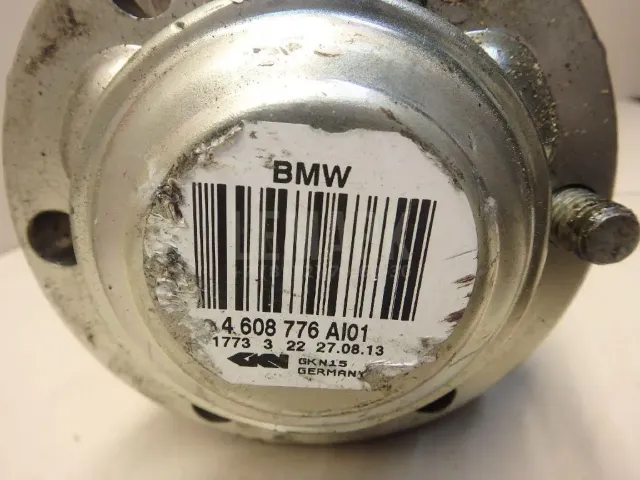 BMW
4 608 776 AI01
1773 3 22 27.08.13
GKN GKN15
GERMANY